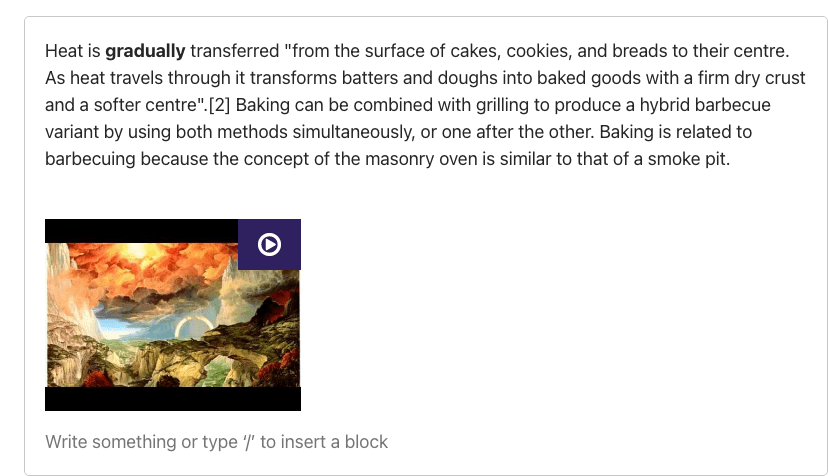 Heat is gradually transferred "from the surface of cakes, cookies, and breads to their centre.
As heat travels through it transforms batters and doughs into baked goods with a firm dry crust
and a softer centre".[2] Baking can be combined with grilling to produce a hybrid barbecue
variant by using both methods simultaneously, or one after the other. Baking is related to
barbecuing because the concept of the masonry oven is similar to that of a smoke pit.
Write something or type ‘/’ to insert a block